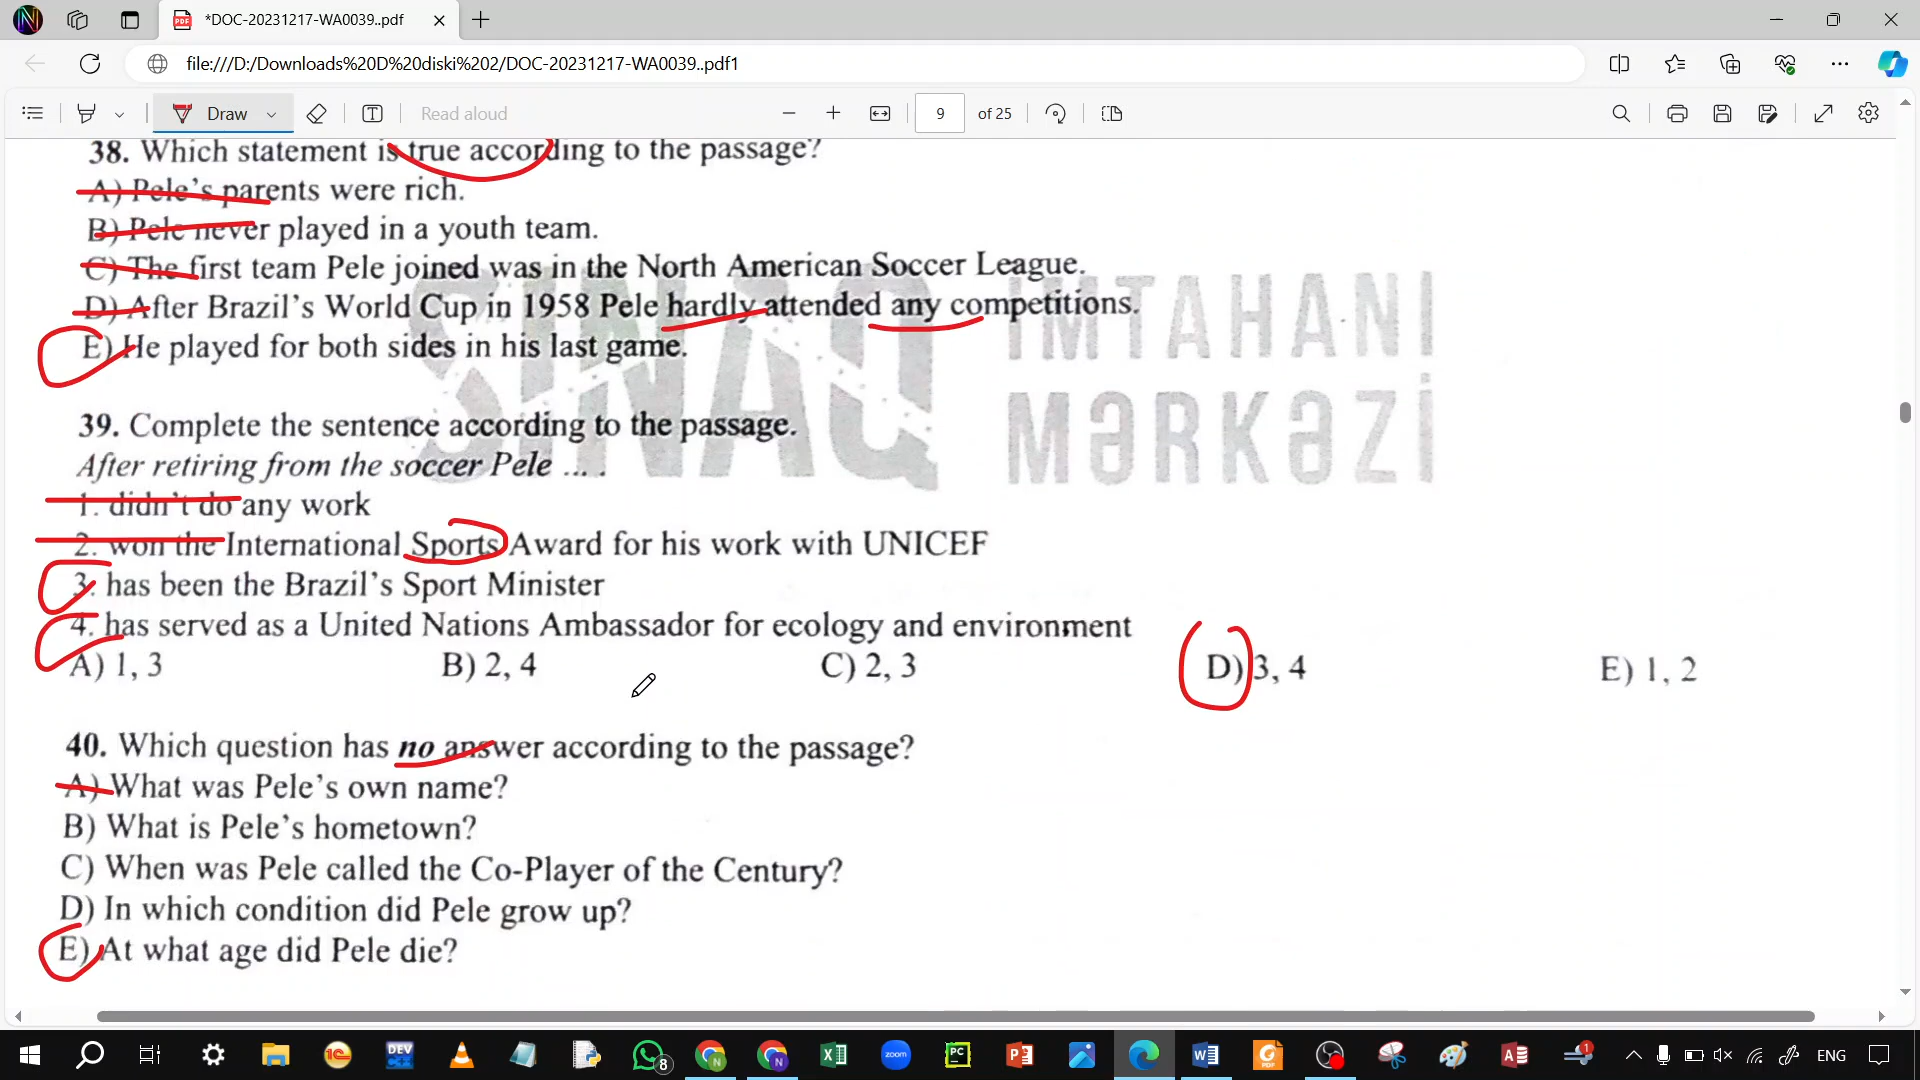 *DOC-20231217-WA0039..pdf
file:///D:/Downloads%20D%20diski%202/DOC-20231217-WA0039..pdf1
Draw
Read aloud
9 of 25
38. Which statement is true according to the passage?
A) Pele's parents were rich.
B) Pele never played in a youth team.
C) The first team Pele joined was in the North American Soccer League.
D) After Brazil's World Cup in 1958 Pele hardly attended any competitions.
E) He played for both sides in his last game.
SINAQ İMTAHANI MƏRKƏZİ
39. Complete the sentence according to the passage.
After retiring from the soccer Pele ... .
1. didn't do any work
2. won the International Sports Award for his work with UNICEF
3. has been the Brazil's Sport Minister
4. has served as a United Nations Ambassador for ecology and environment
A) 1, 3 B) 2, 4 C) 2, 3 D) 3, 4 E) 1, 2
40. Which question has no answer according to the passage?
A) What was Pele's own name?
B) What is Pele's hometown?
C) When was Pele called the Co-Player of the Century?
D) In which condition did Pele grow up?
E) At what age did Pele die?
ENG